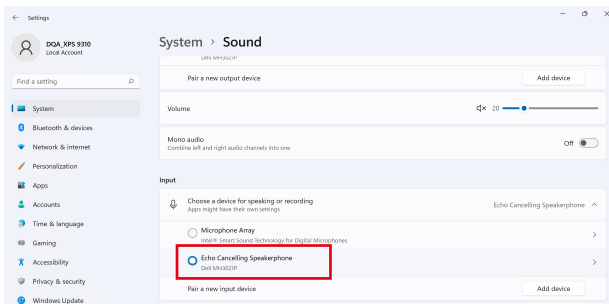 Settings
DQA_XPS 9310
Local Account
Find a setting
System
Bluetooth & devices
Network & internet
Personalization
Apps
Accounts
Time & language
Gaming
Accessibility
Privacy & security
Windows Update
System > Sound
Dell MH3021P
Pair a new output device
Add device
Volume
20
Mono audio
Combine left and right audio channels into one
Off
Input
Choose a device for speaking or recording
Apps might have their own settings
Echo Cancelling Speakerphone
Microphone Array
Intel® Smart Sound Technology for Digital Microphones
Echo Cancelling Speakerphone
Dell MH3021P
Pair a new input device
Add device